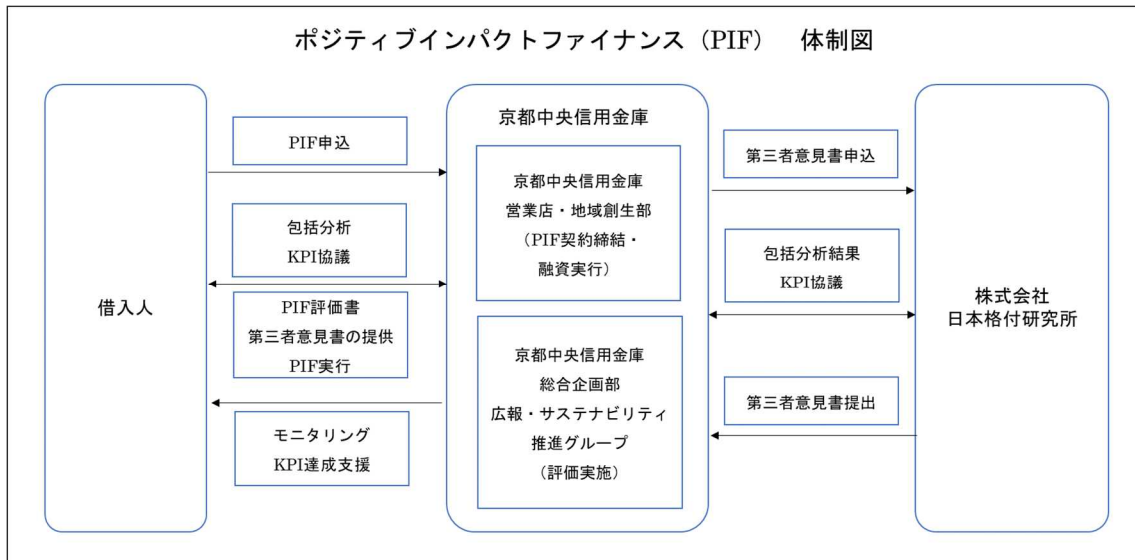 ポジティブインパクトファイナンス（PIF）　体制図
借入人
PIF申込
包括分析
KPI協議
PIF評価書
第三者意見書の提供
PIF実行
モニタリング
KPI達成支援
京都中央信用金庫
京都中央信用金庫
営業店・地域創生部
（PIF契約締結・
融資実行）
京都中央信用金庫
総合企画部
広報・サステナビリティ
推進グループ
（評価実施）
第三者意見書申込
包括分析結果
KPI協議
第三者意見書提出
株式会社
日本格付研究所